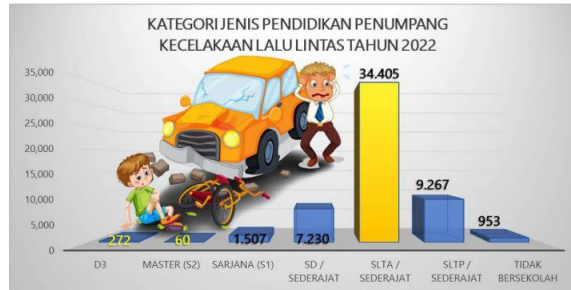 KATEGORI JENIS PENDIDIKAN PENUMPANG
KECELAKAAN LALU LINTAS TAHUN 2022
35,000
30,000
25,000
20,000
15,000
10,000
5,000
0
272
60
1.507
7.230
34.405
9.267
953
D3
MASTER (S2)
SARJANA (S1)
SD /
SEDERAJAT
SLTA /
SEDERAJAT
SLTP /
SEDERAJAT
TIDAK
BERSEKOLAH